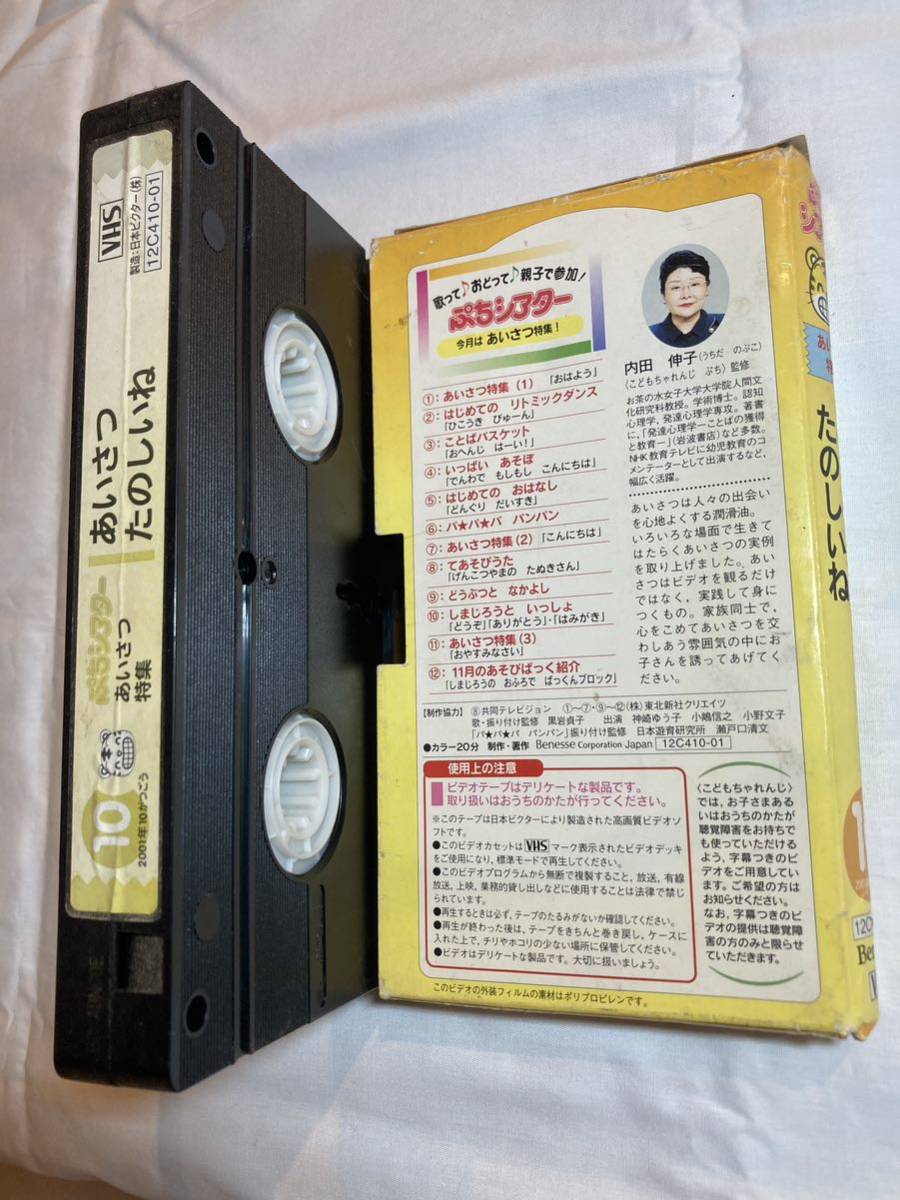 VHS
製造:日本ビクター(株)
12C410-01
あいさつ
たのしいね
ぷちシアター
あいさつ
特集
10
2001年10がつごう
歌って♪おどって♪親子で参加!
ぷちシアター
今月は あいさつ特集!
①:あいさつ特集(1)「おはよう」
②:はじめての リトミックダンス
「ひこうき びゅーん」
③:ことばバスケット
「おへんじ はーい!」
④:いっぱい あそぼ
「でんわで もしもし こんにちは」
⑤:はじめての おはなし
「どんぐり だいすき」
⑥:パ★パ★パ パンパン
⑦:あいさつ特集(2)「こんにちは」
⑧:てあそびうた
「げんこつやまの たぬきさん」
⑨:どうぶつと なかよし
⑩:しまじろうと いっしょ
「どうぞ」「ありがとう」・「はみがき」
⑪:あいさつ特集(3)
「おやすみなさい」
⑫:11月のあそびぱっく紹介
「しまじろうの おふろで ぱっくんブロック」
内田 伸子(うちだ のぶこ)
〈こどもちゃれんじ ぷち〉監修
お茶の水女子大学大学院人間文
化研究科教授。学術博士。認知
心理学,発達心理学専攻。著書
に,「発達心理学ーことばの獲得
と教育ー」(岩波書店)など多数。
NHK教育テレビに幼児教育のコ
メンテーターとして出演するなど,
幅広く活躍。
あいさつは人々の出会い
を心地よくする潤滑油。
いろいろな場面で生きて
はたらくあいさつの実例
を取り上げました。あい
さつはビデオを観るだけ
ではなく,実践して身に
つくもの。家族同士で,
心をこめてあいさつを交
わしあう雰囲気の中にお
子さんを誘ってあげてく
ださい。
【制作協力】 ⑧共同テレビジョン ①〜⑦・⑨〜⑫(株)東北新社クリエイツ
歌・振り付け監修 黒岩貞子 出演 神崎ゆう子 小嶋信之 小野文子
「パ★パ★パ パンパン」振り付け監修 日本遊育研究所 瀬戸口清文
●カラー20分 制作・著作 Benesse Corporation Japan 12C410-01
使用上の注意
ビデオテープはデリケートな製品です。
取り扱いはおうちのかたが行ってください。
※このテープは日本ビクターにより製造された高画質ビデオソ
フトです。
●このビデオカセットはVHSマーク表示されたビデオデッキ
をご使用になり,標準モードで再生してください。
●このビデオプログラムから無断で複製すること,放送,有線
放送,上映,業務的貸し出しなどに使用することは法律で禁じ
られています。
●再生するときは必ず,テープのたるみがないか確認してください。
●再生が終わった後は,テープをきちんと巻き戻し,ケースに
入れた上で,チリやホコリの少ない場所に保管してください。
●ビデオはデリケートな製品です。大切に扱いましょう。
〈こどもちゃれんじ〉
では,お子さまある
いはおうちのかたが
聴覚障害をお持ちで
も使っていただける
よう,字幕つきのビ
デオをご用意してい
ます。ご希望の方は
お知らせください。
なお,字幕つきのビ
デオの提供は聴覚障
害の方のみと限らせ
ていただきます。
このビデオの外装フィルムの素材はポリプロピレンです。
たのしいね